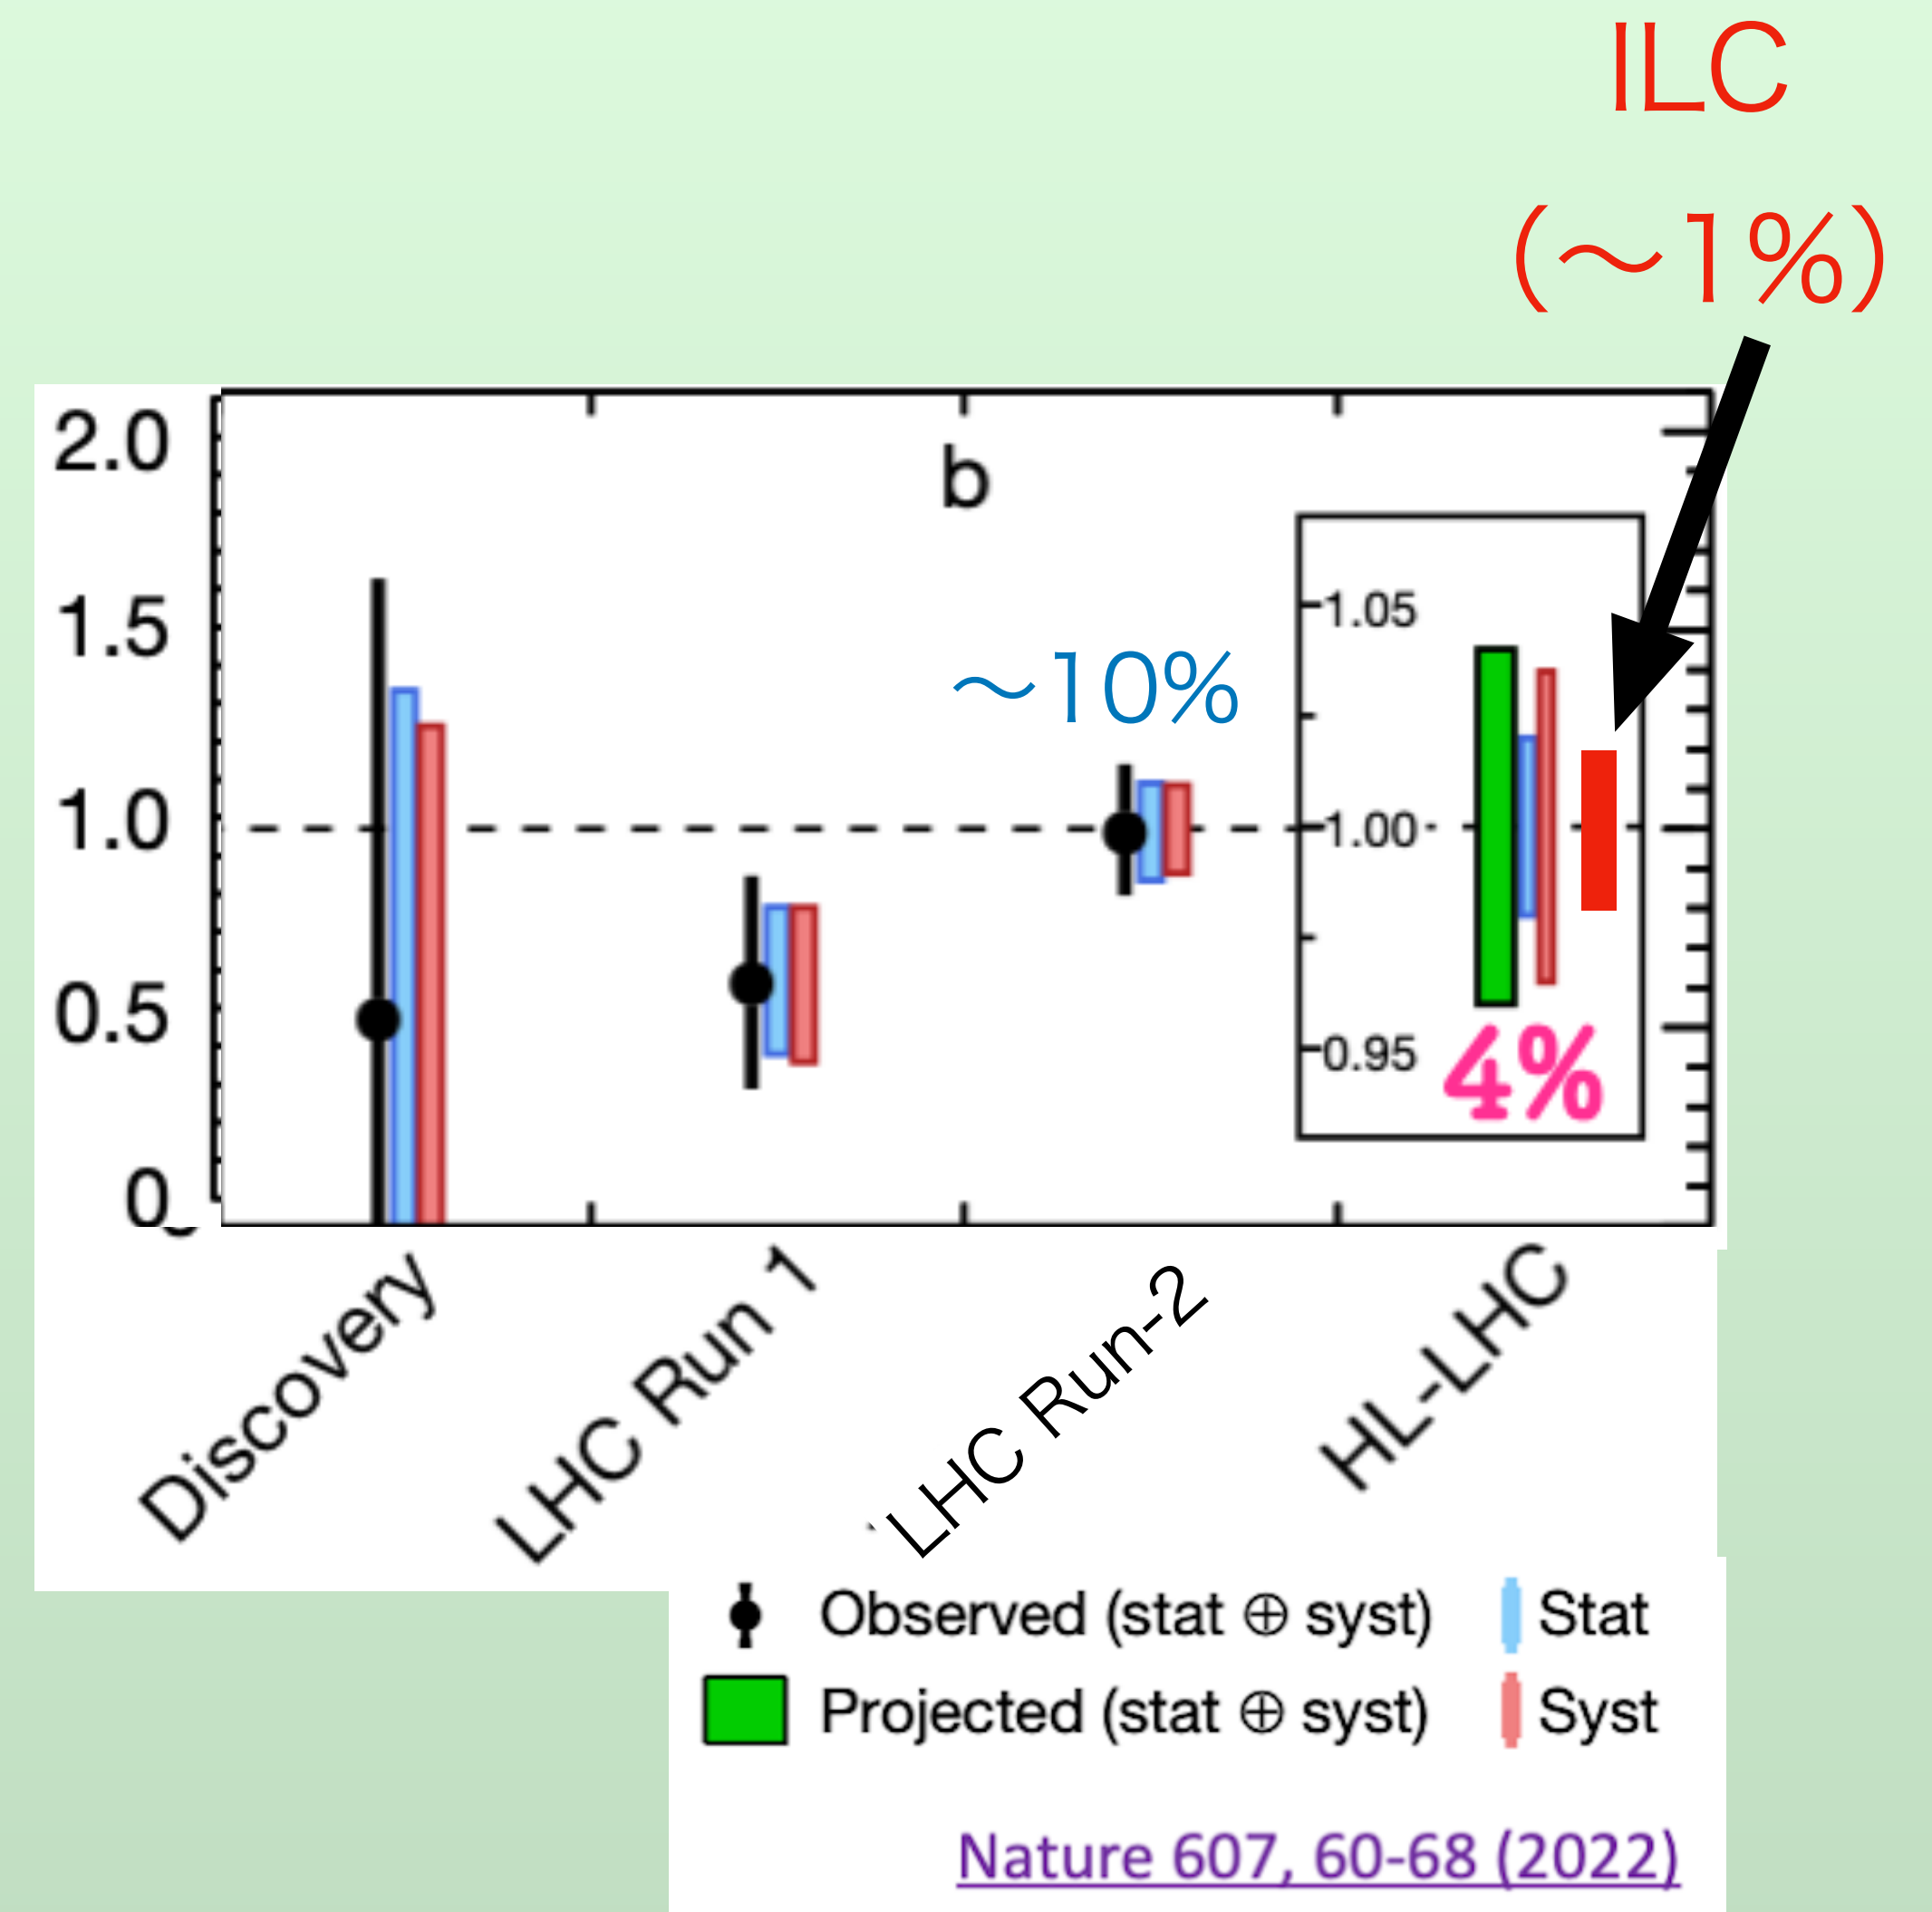 ILC
(～1%)
2.0
1.5
1.0
0.5
0
b
～10%
1.05
1.00
0.95
4%
Discovery
LHC Run 1
LHC Run-2
HL-LHC
Observed (stat ⊕ syst)
Stat
Projected (stat ⊕ syst)
Syst
Nature 607, 60-68 (2022)